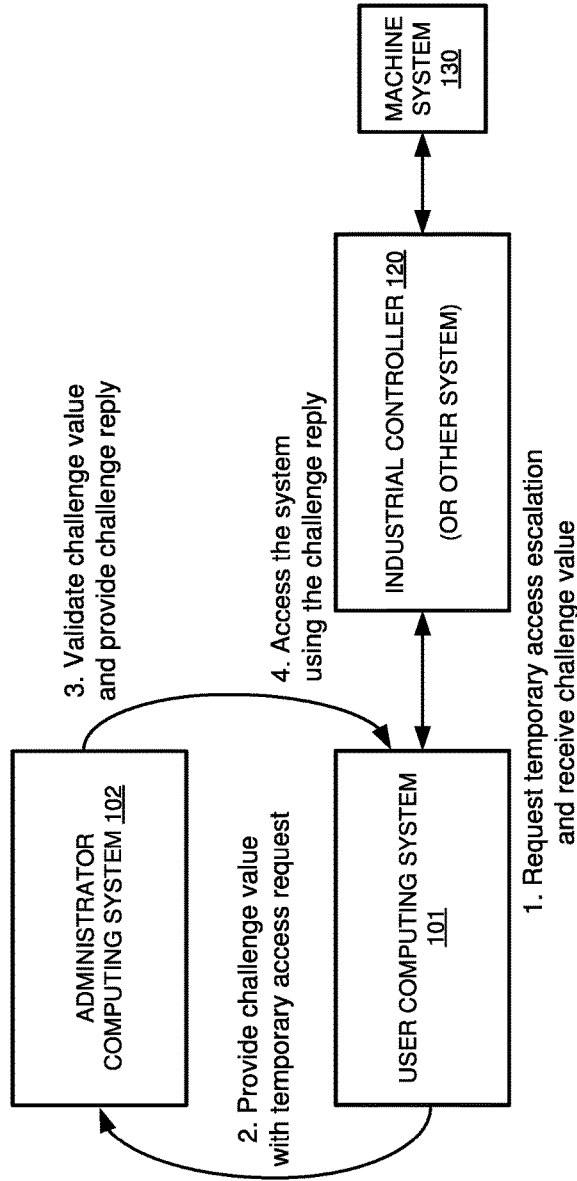 ADMINISTRATOR
COMPUTING SYSTEM 102
3. Validate challenge value
and provide challenge reply
2. Provide challenge value
with temporary access request
4. Access the system
using the challenge reply
USER COMPUTING SYSTEM
101
INDUSTRIAL CONTROLLER 120
(OR OTHER SYSTEM)
MACHINE
SYSTEM
130
1. Request temporary access escalation
and receive challenge value